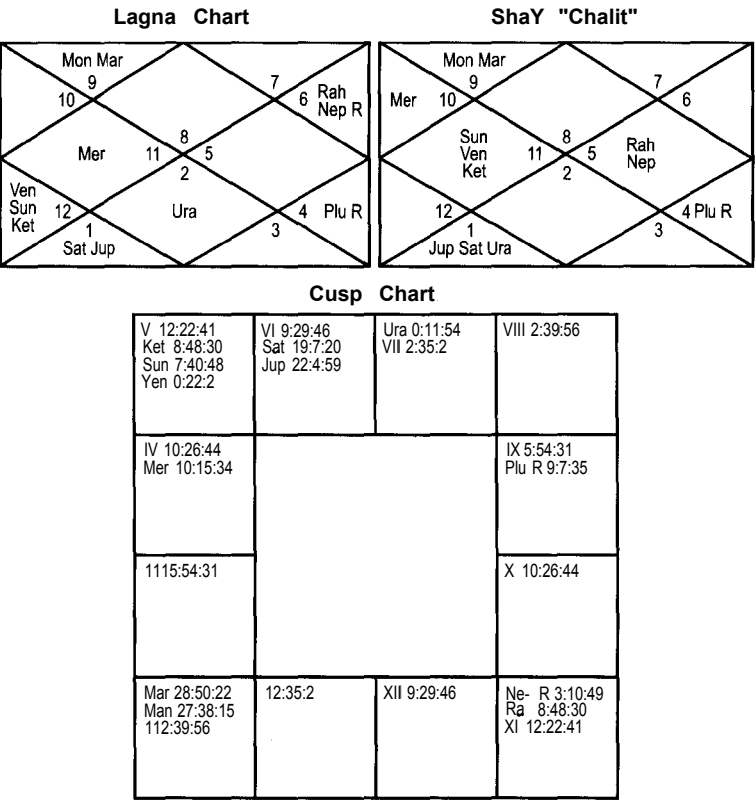 Lagna Chart
ShaY "Chalit"
Mon Mar
9
10
7
6
Rah
Nep R
8
Mer
11
5
2
Ven
Sun
Ket
12
1
Ura
4
Plu R
3
Sat Jup
Mon Mar
9
Mer
10
7
6
Sun
Ven
Ket
8
11
5
Rah
Nep
2
12
1
4 Plu R
3
Jup Sat Ura
Cusp Chart
V 12:22:41
Ket 8:48:30
Sun 7:40:48
Yen 0:22:2
VI 9:29:46
Sat 19:7:20
Jup 22:4:59
Ura 0:11:54
VII 2:35:2
VIII 2:39:56
IV 10:26:44
Mer 10:15:34
IX 5:54:31
Plu R 9:7:35
1115:54:31
X 10:26:44
Mar 28:50:22
Man 27:38:15
112:39:56
12:35:2
XII 9:29:46
Ne- R 3:10:49
Ra 8:48:30
XI 12:22:41